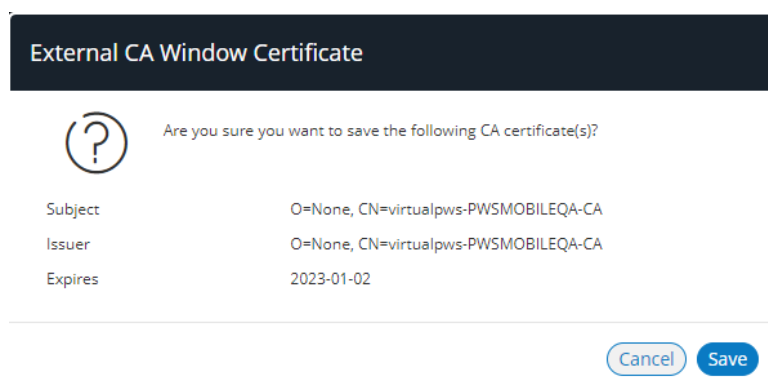 External CA Window Certificate
Are you sure you want to save the following CA certificate(s)?
Subject O=None, CN=virtualpws-PWSMOBILEQA-CA
Issuer O=None, CN=virtualpws-PWSMOBILEQA-CA
Expires 2023-01-02
Cancel Save